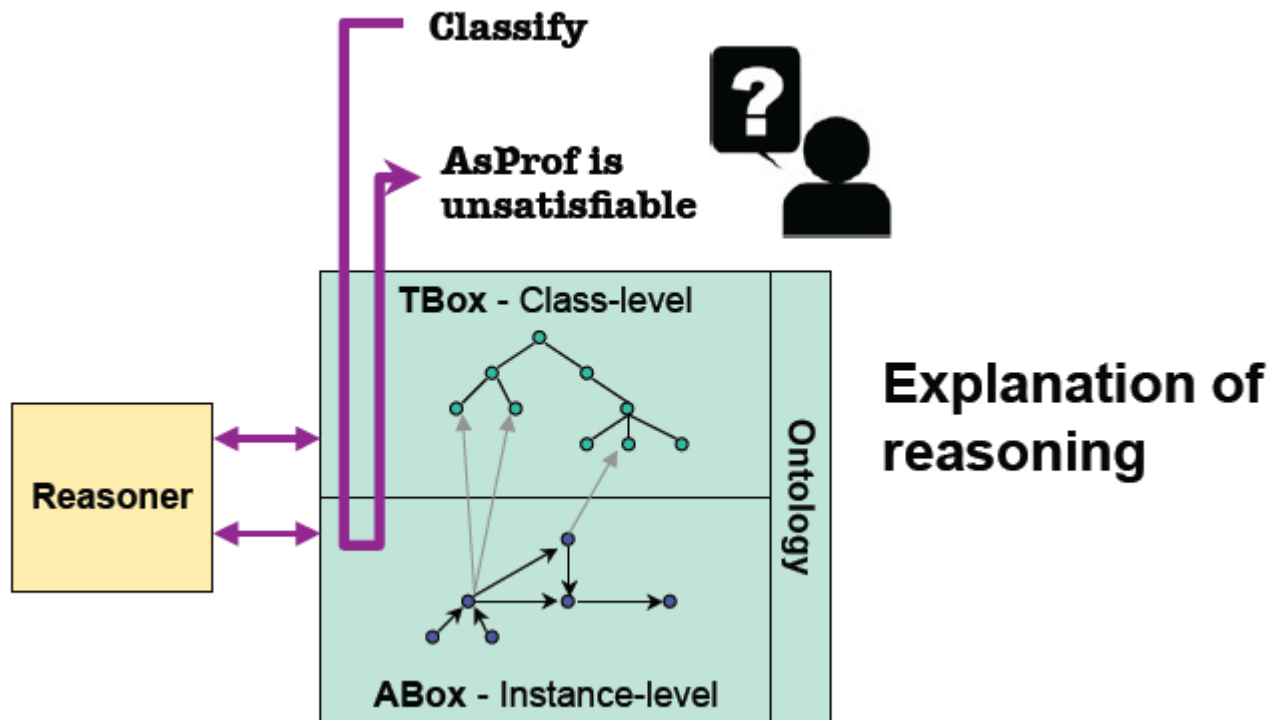 Classify
?
AsProf is
unsatisfiable
TBox - Class-level
Explanation of
reasoning
Ontology
Reasoner
ABox - Instance-level